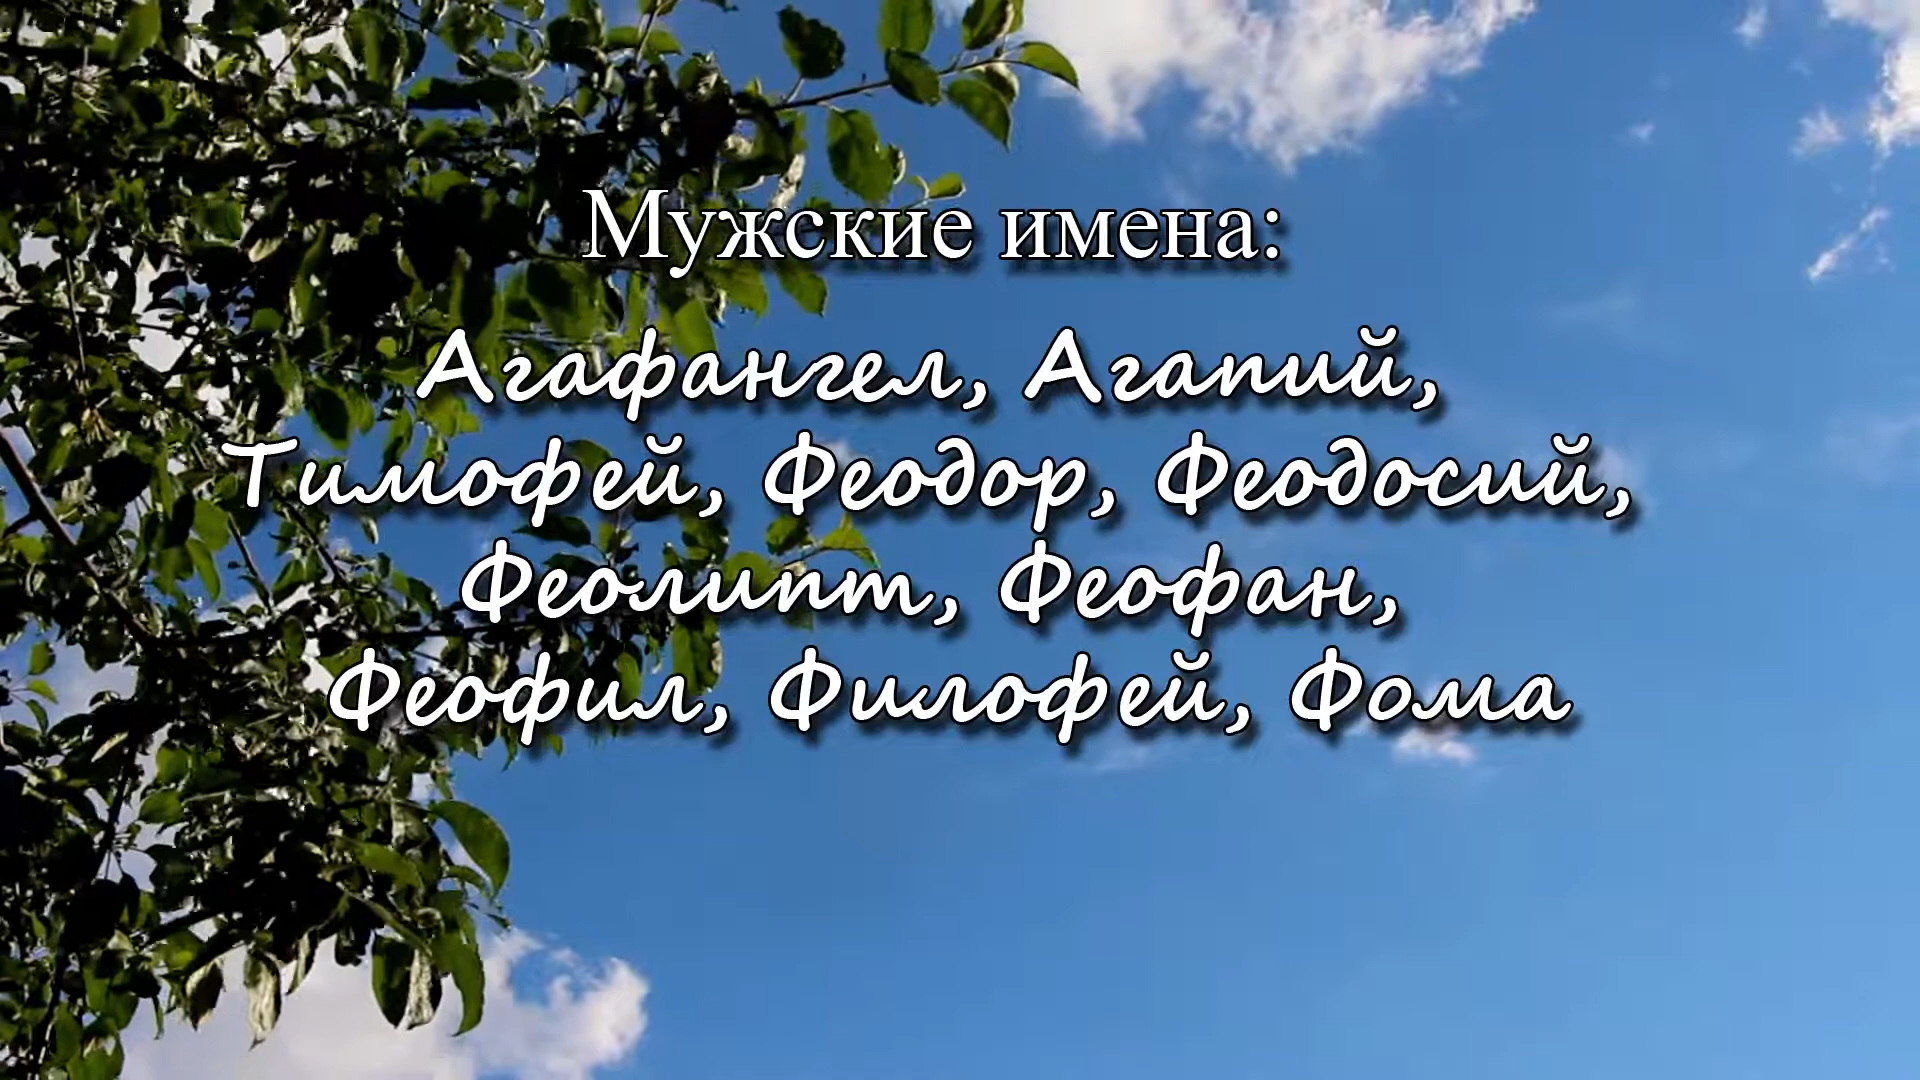 Мужские имена:
Агафангел, Агапий,
Тимофей, Феодор, Феодосий,
Феолипт, Феофан,
Феофил, Филофей, Фома